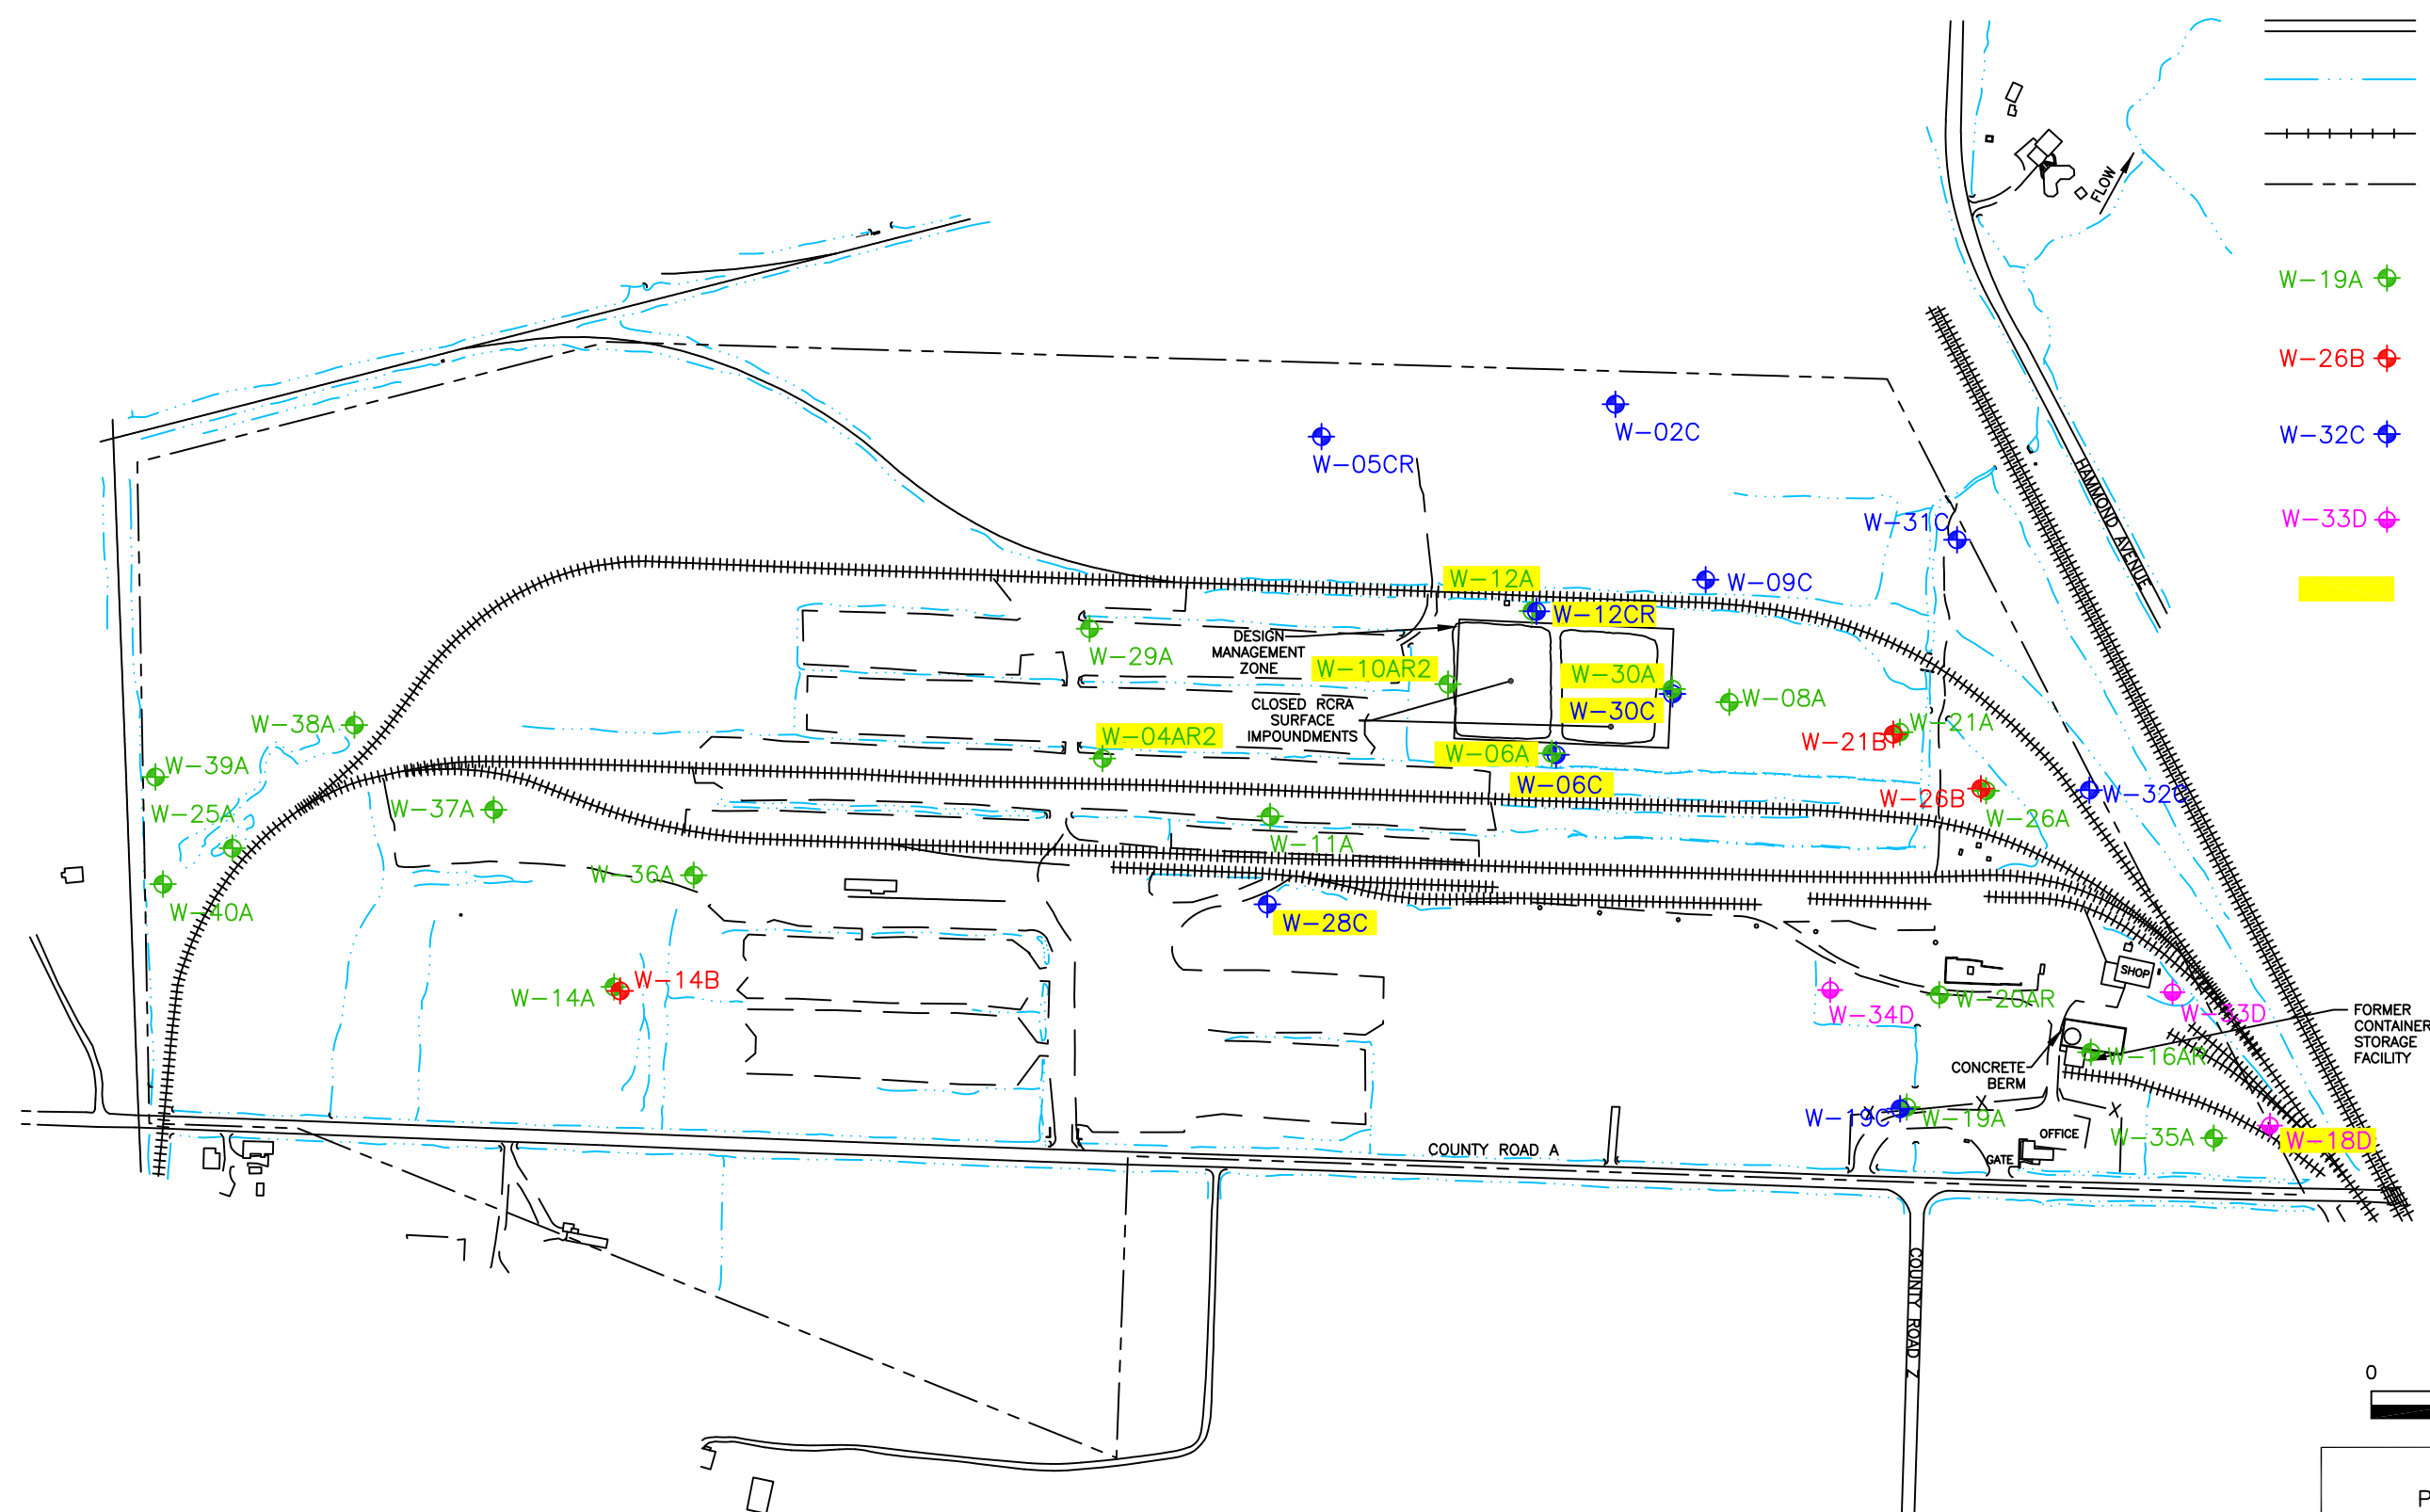 FLOW
W-19A
W-26B
W-32C
W-33D
HAMMOND AVENUE
W-02C
W-05CR
W-31C
W-12A
W-09C
W-12CR
DESIGN
MANAGEMENT
ZONE
W-29A
W-10AR2
W-30A
W-08A
W-30C
CLOSED RCRA
SURFACE
IMPOUNDMENTS
W-38A
W-04AR2
W-21A
W-21B
W-06A
W-39A
W-06C
W-32C
W-26B
W-25A
W-37A
W-26A
W-11A
W-36A
W-40A
W-28C
SHOP
W-14B
W-14A
W-20AR
W-34D
W-33D
FORMER
CONTAINER
STORAGE
FACILITY
W-16AR
CONCRETE
BERM
X
X
X
W-19C
W-19A
OFFICE
W-35A
W-18D
COUNTY ROAD A
GATE
COUNTY ROAD Z
0
P